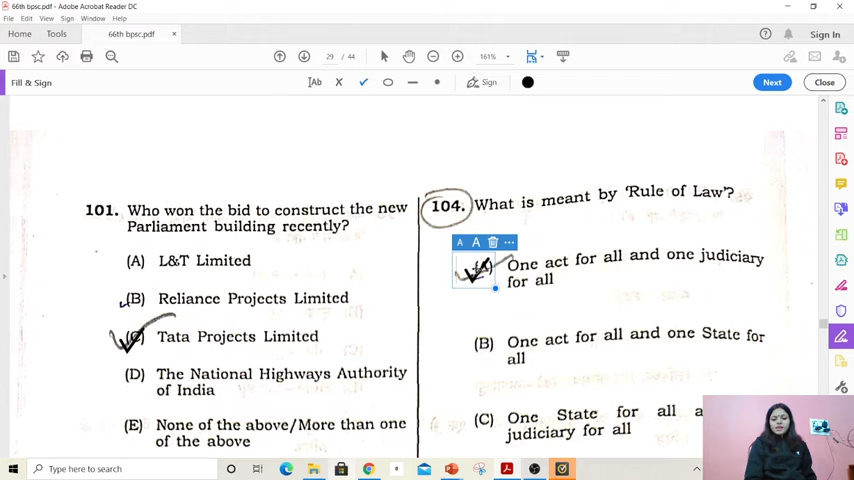 66th bpsc.pdf - Adobe Acrobat Reader DC
File Edit View Sign Window Help
Home Tools 66th bpsc.pdf × Sign In
29 / 44 161%
Fill & Sign Ab Sign Next Close
101. Who won the bid to construct the new
Parliament building recently?
(A) L&T Limited
(B) Reliance Projects Limited
(C) Tata Projects Limited
(D) The National Highways Authority
of India
(E) None of the above/More than one
of the above
104. What is meant by 'Rule of Law'?
A A
One act for all and one judiciary
for all
(B) One act for all and one State for
all
(C) One State for all
judiciary for all
Type here to search